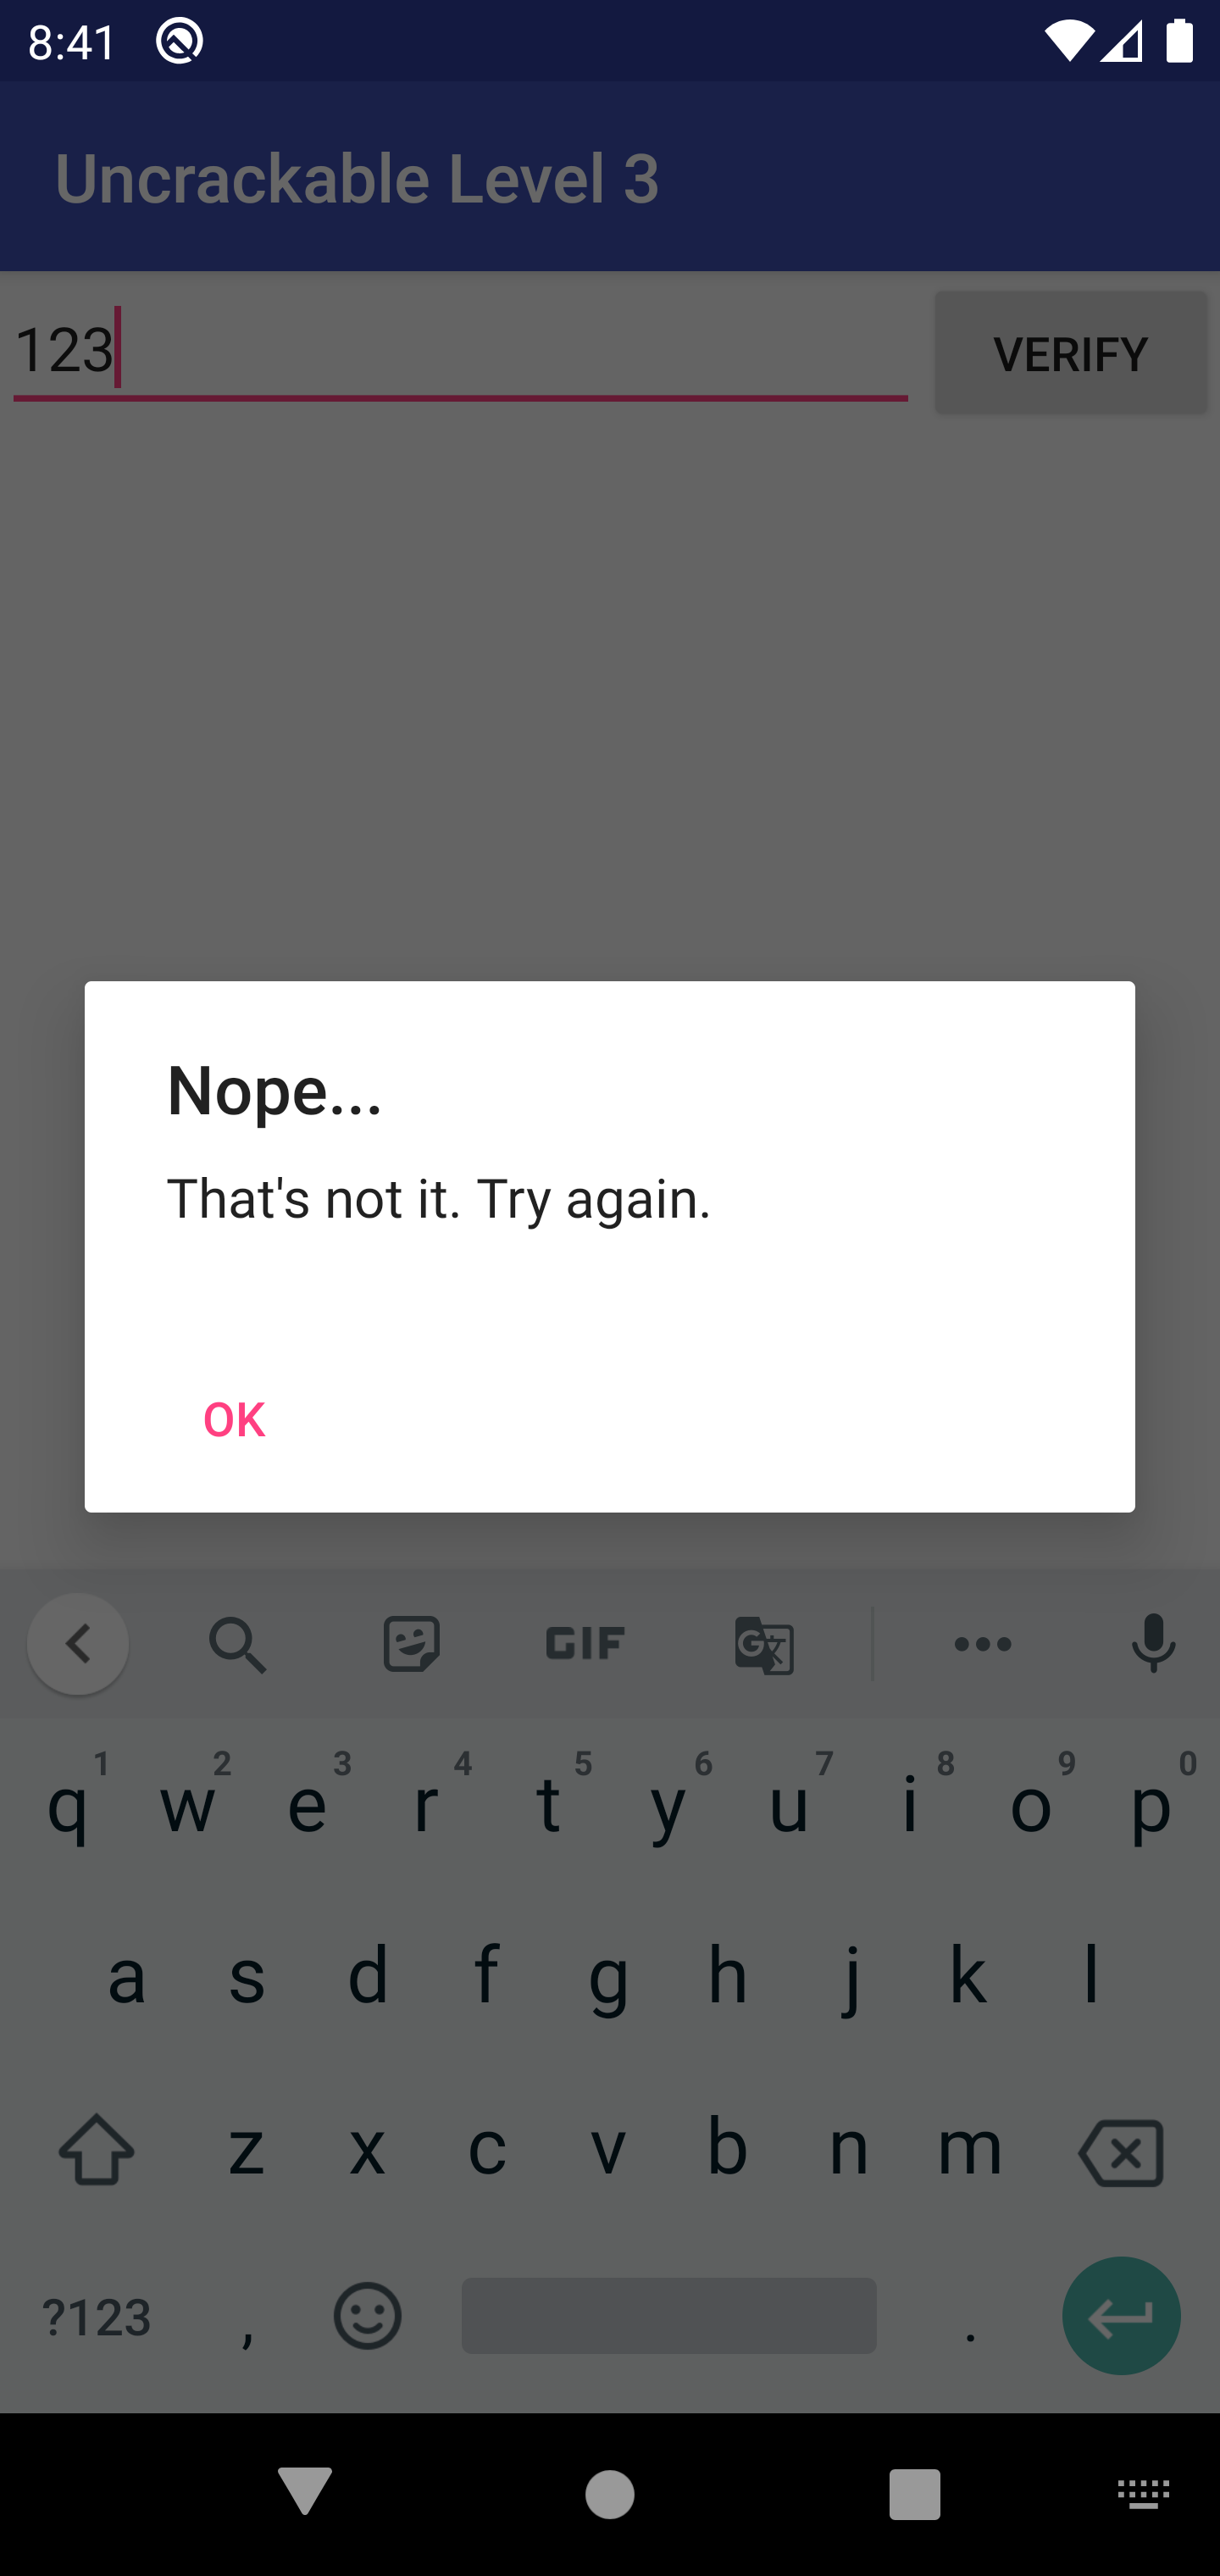 8:41
Uncrackable Level 3
123
VERIFY
Nope...
That's not it. Try again.
OK
GIF
G
1 2 3 4 5 6 7 8 9 0
q w e r t y u i o p
a s d f g h j k l
z x c v b n m
?123 , .